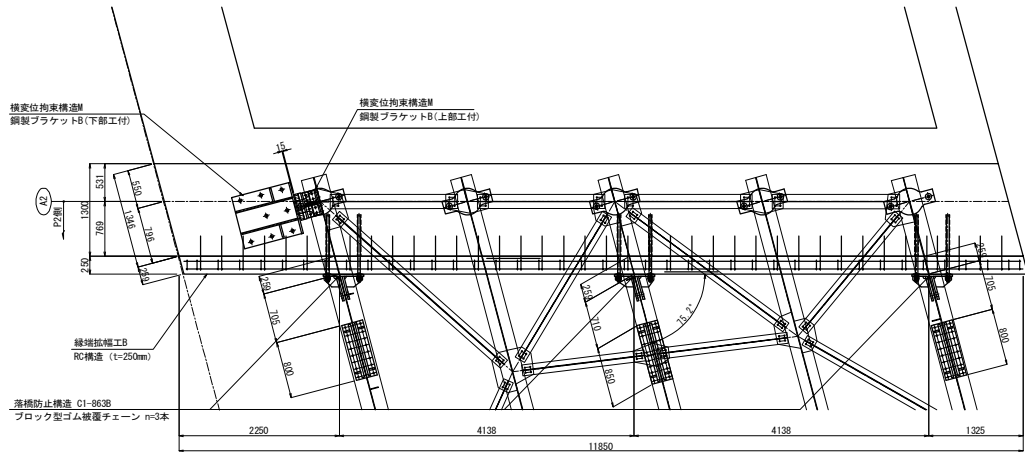 横変位拘束構造M
鋼製ブラケットB(下部工付)
横変位拘束構造M
鋼製ブラケットB(上部工付)
15
A2
P2側
531
1300
769
250
550
1346
796
259
259
705
800
259
710
850
75.2°
259
705
800
縁端拡幅工B
RC構造 (t=250mm)
落橋防止構造 C1-863B
ブロック型ゴム被覆チェーン n=3本
2250
4138
4138
1325
11850